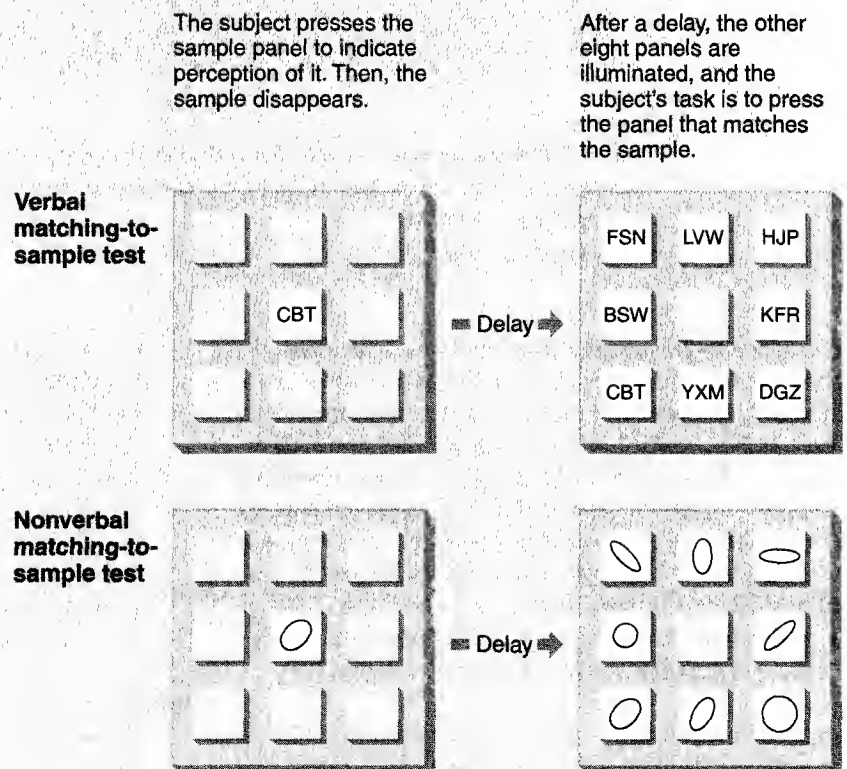 The subject presses the
sample panel to indicate
perception of it. Then, the
sample disappears.
After a delay, the other
eight panels are
illuminated, and the
subject's task is to press
the panel that matches
the sample.
Verbal
matching-to-
sample test
CBT
Delay
FSN LVW HJP
BSW KFR
CBT YXM DGZ
Nonverbal
matching-to-
sample test
Delay